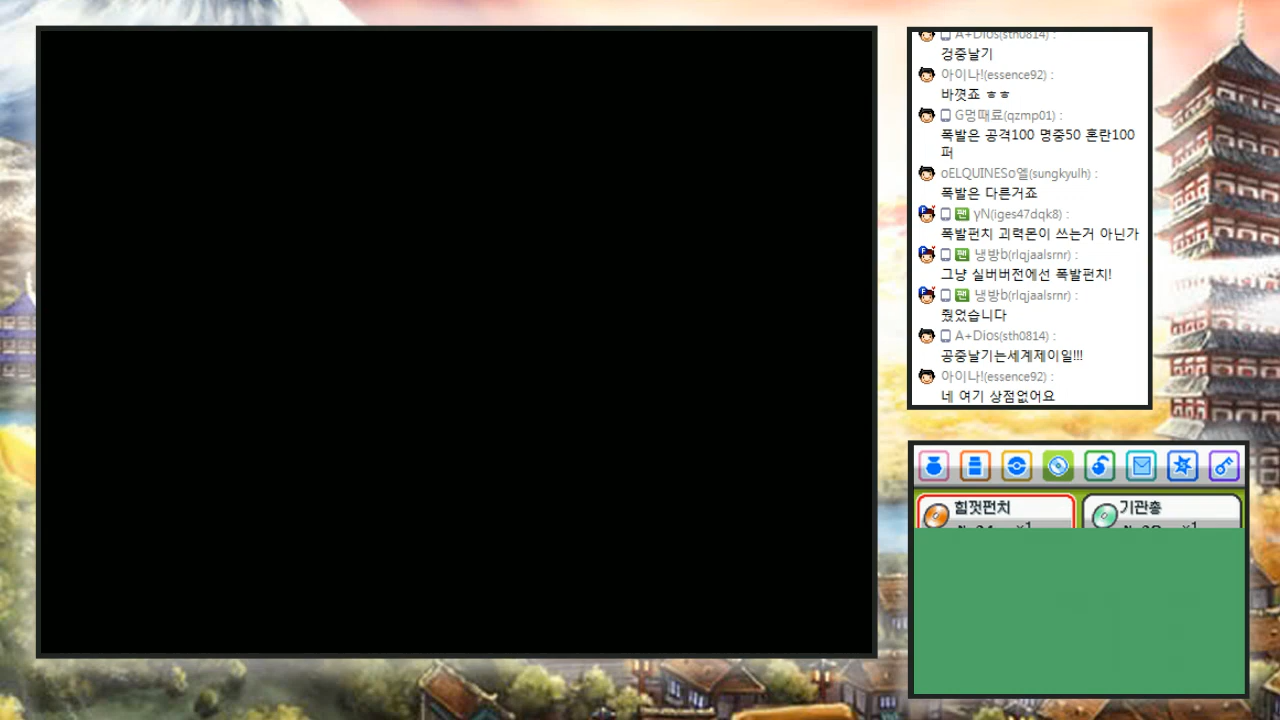 A+Dios(sth0814) :
겅중날기
아이나!(essence92) :
바꼇죠 ㅎㅎ
G멍때료(qzmp01) :
폭발은 공격100 명중50 혼란100
퍼
oELQUINESo엘(sungkyulh) :
폭발은 다른거죠
팬 γN(iges47dqk8) :
폭발펀치 괴력몬이 쓰는거 아닌가
팬 냉방b(rlqjaalsrnr) :
그냥 실버버전에선 폭발펀치!
팬 냉방b(rlqjaalsrnr) :
줬었습니다
A+Dios(sth0814) :
공중날기는세계제이일!!!
아이나!(essence92) :
네 여기 상점없어요
힘껏펀치
기관총
x1
x1